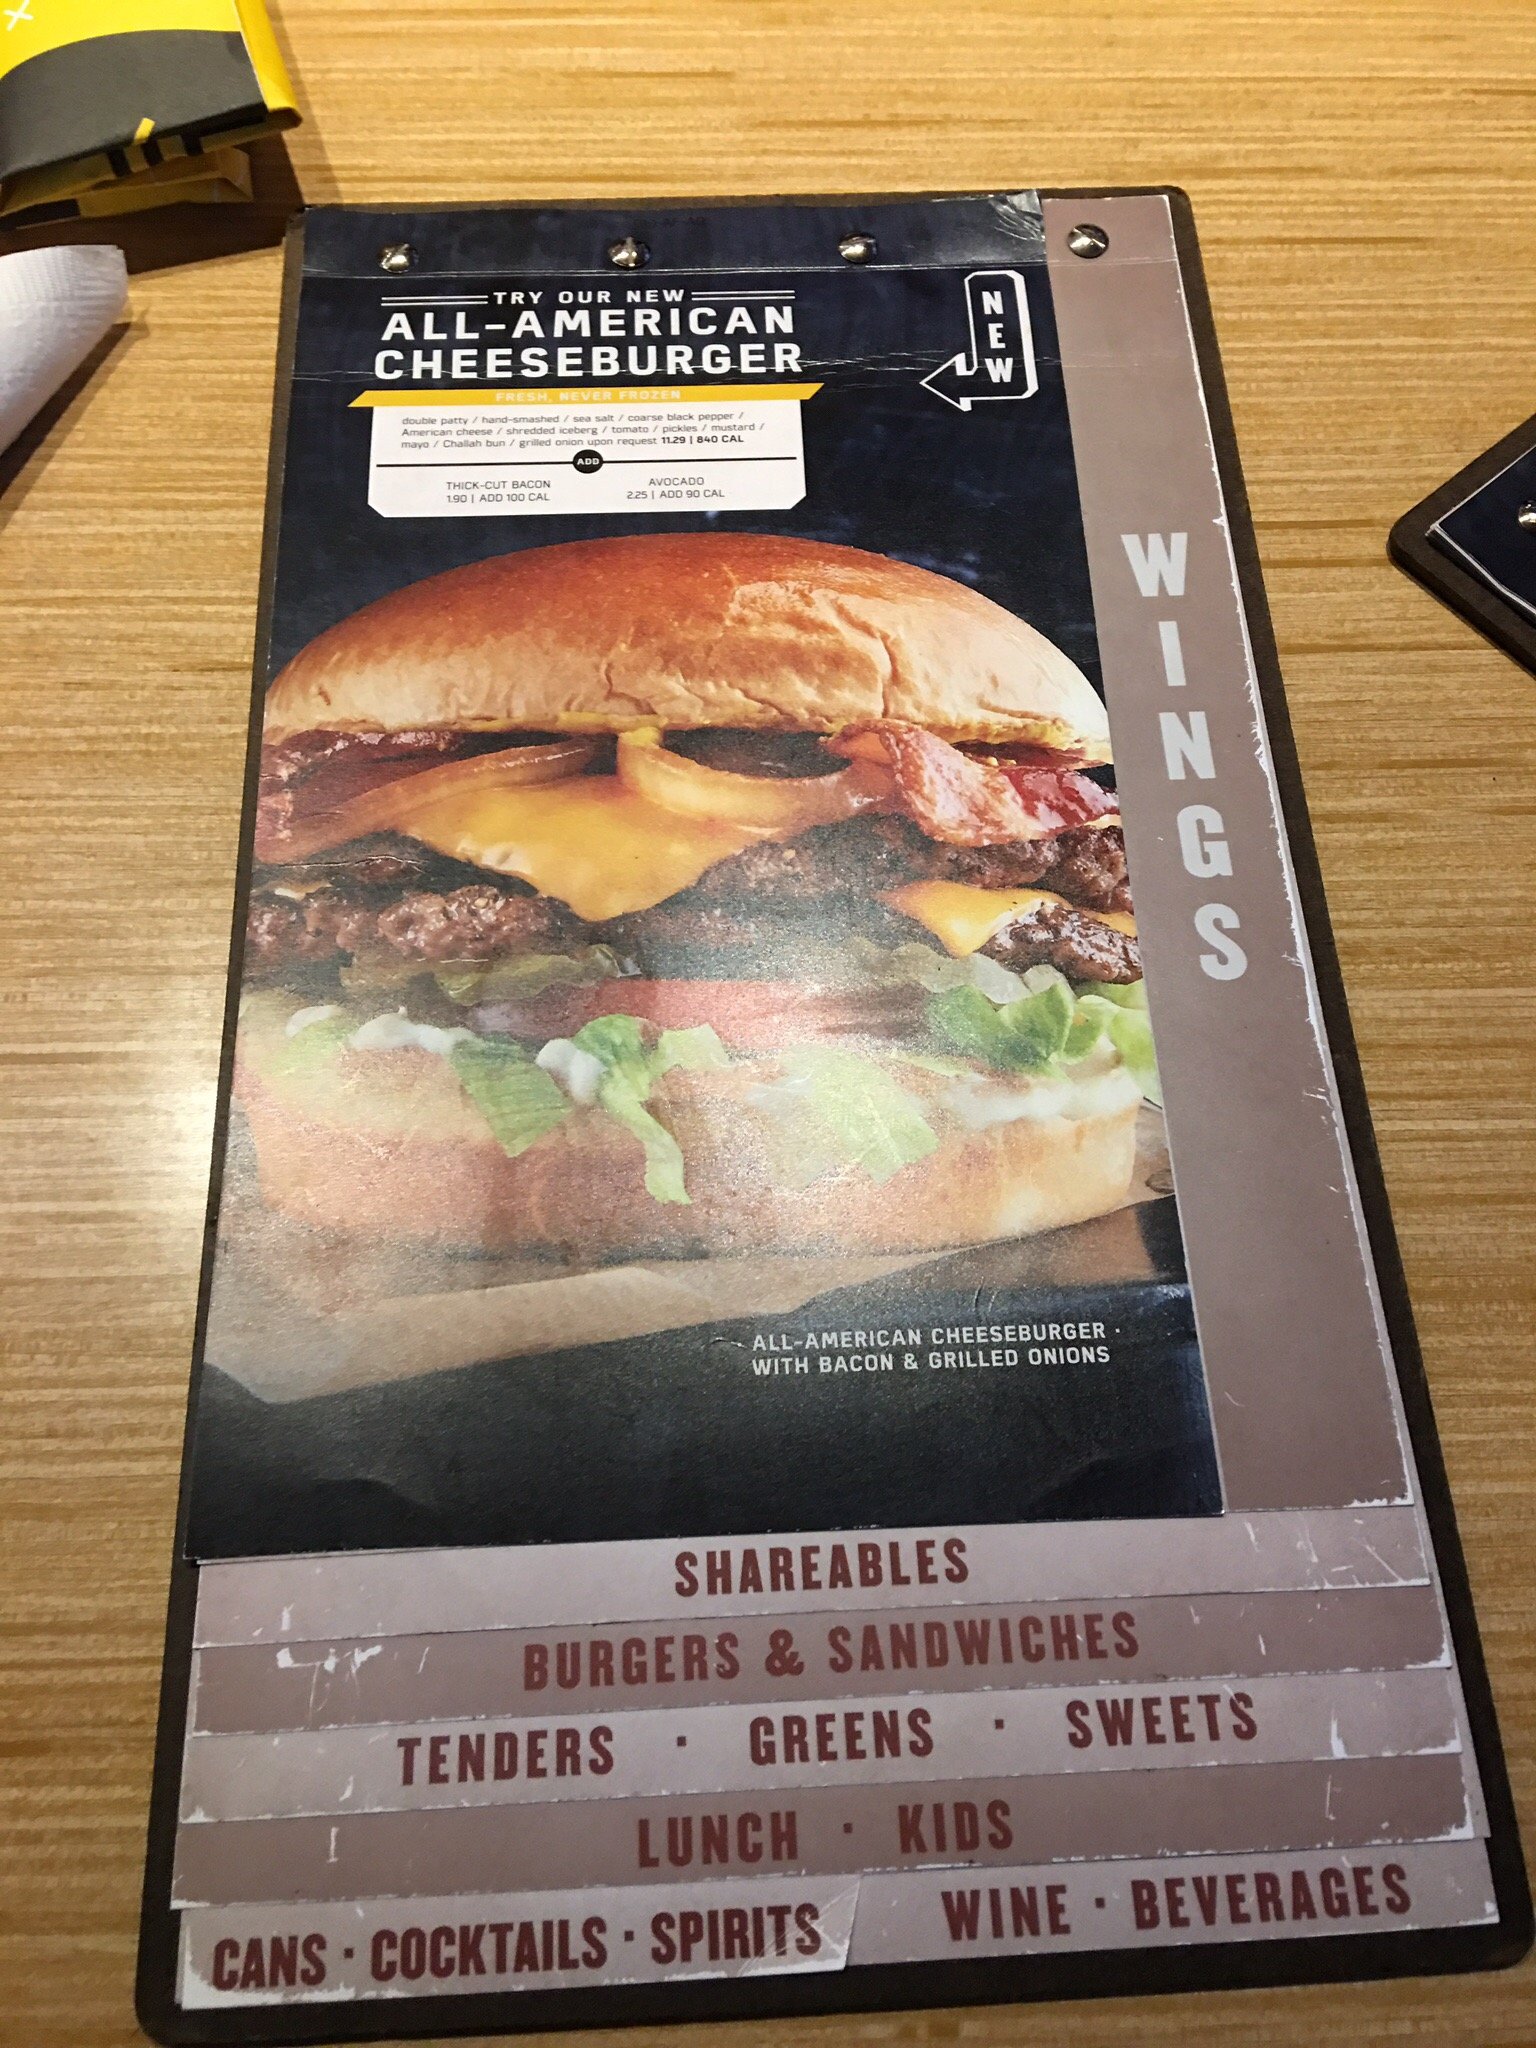 TRY OUR NEW
ALL-AMERICAN
CHEESEBURGER
FRESH, NEVER FROZEN
double patty / hand-smashed / sea salt / coarse black pepper /
American cheese / shredded iceberg / tomato / pickles / mustard /
mayo / Challah bun / grilled onion upon request 11.29 | 840 CAL
ADD
THICK-CUT BACON
1.90 | ADD 100 CAL
AVOCADO
2.25 | ADD 90 CAL
NEW
WINGS
ALL-AMERICAN CHEESEBURGER
WITH BACON & GRILLED ONIONS
SHAREABLES
BURGERS & SANDWICHES
TENDERS · GREENS · SWEETS
LUNCH · KIDS
CANS · COCKTAILS · SPIRITS
WINE · BEVERAGES